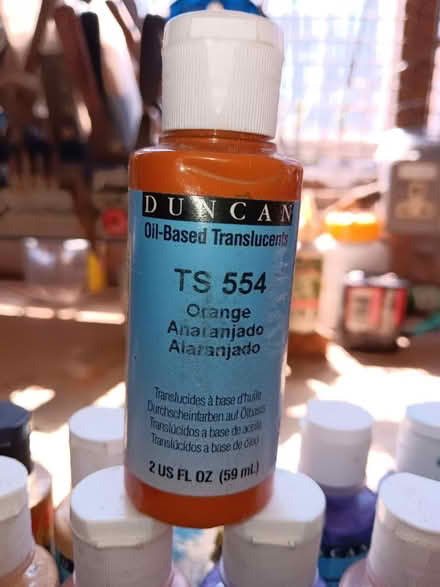 DUNCAN
Oil-Based Translucents
TS 554
Orange
Anaranjado
Alaranjado
Translucides à base d'huile
Durchscheinfarben auf Ölbasis
Translúcidos a base de aceite
Translúcidos a base de óleo
2 US FL OZ (59 mL)